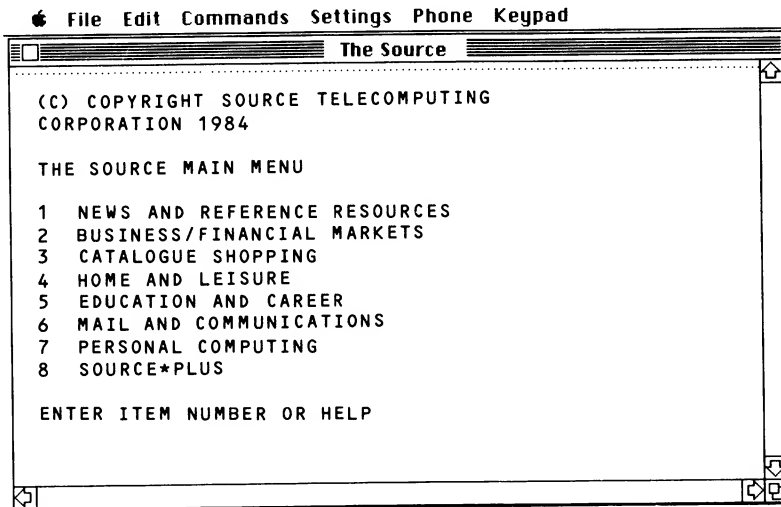 File Edit Commands Settings Phone Keypad
The Source
(C) COPYRIGHT SOURCE TELECOMPUTING
CORPORATION 1984
THE SOURCE MAIN MENU
1 NEWS AND REFERENCE RESOURCES
2 BUSINESS/FINANCIAL MARKETS
3 CATALOGUE SHOPPING
4 HOME AND LEISURE
5 EDUCATION AND CAREER
6 MAIL AND COMMUNICATIONS
7 PERSONAL COMPUTING
8 SOURCE*PLUS
ENTER ITEM NUMBER OR HELP